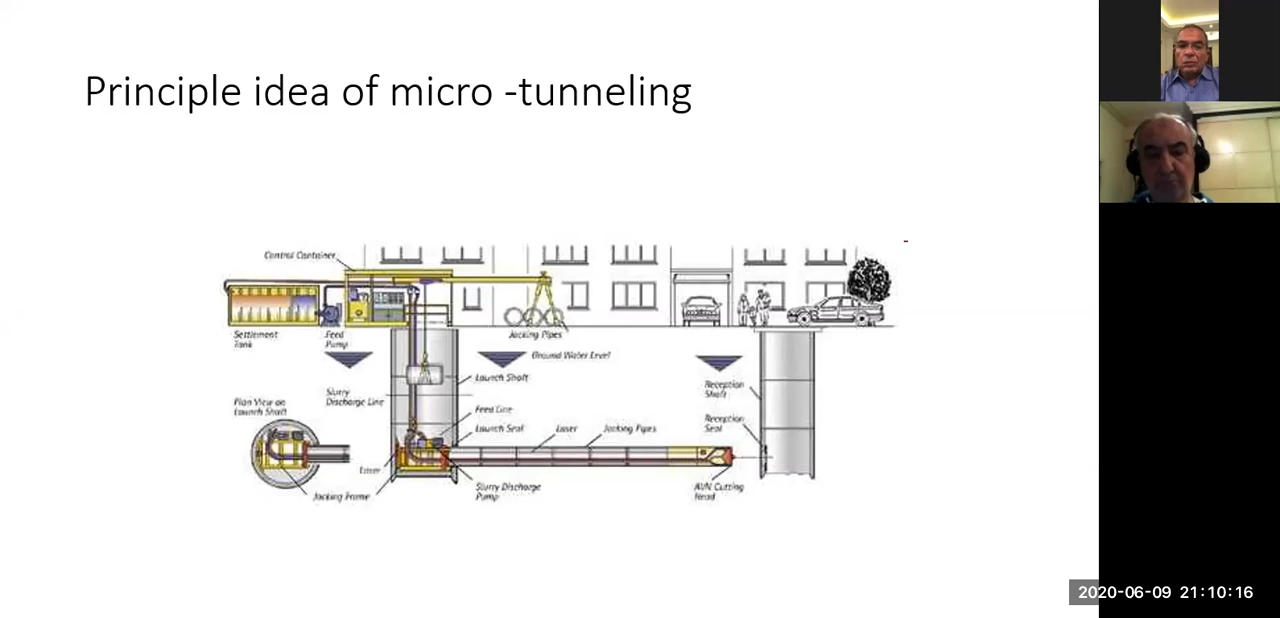 Principle idea of micro -tunneling
Control Container
Settlement
Tank
Feed
Pump
Jacking Pipes
Ground Water Level
Launch Shaft
Slurry
Discharge Line
Plan View on
Launch Shaft
Feed Line
Launch Seal
Laser
Jacking Pipes
Reception
Shaft
Reception
Seal
Laser
Jacking Frame
Slurry Discharge
Pump
AVN Cutting
Head
2020-06-09 21:10:16